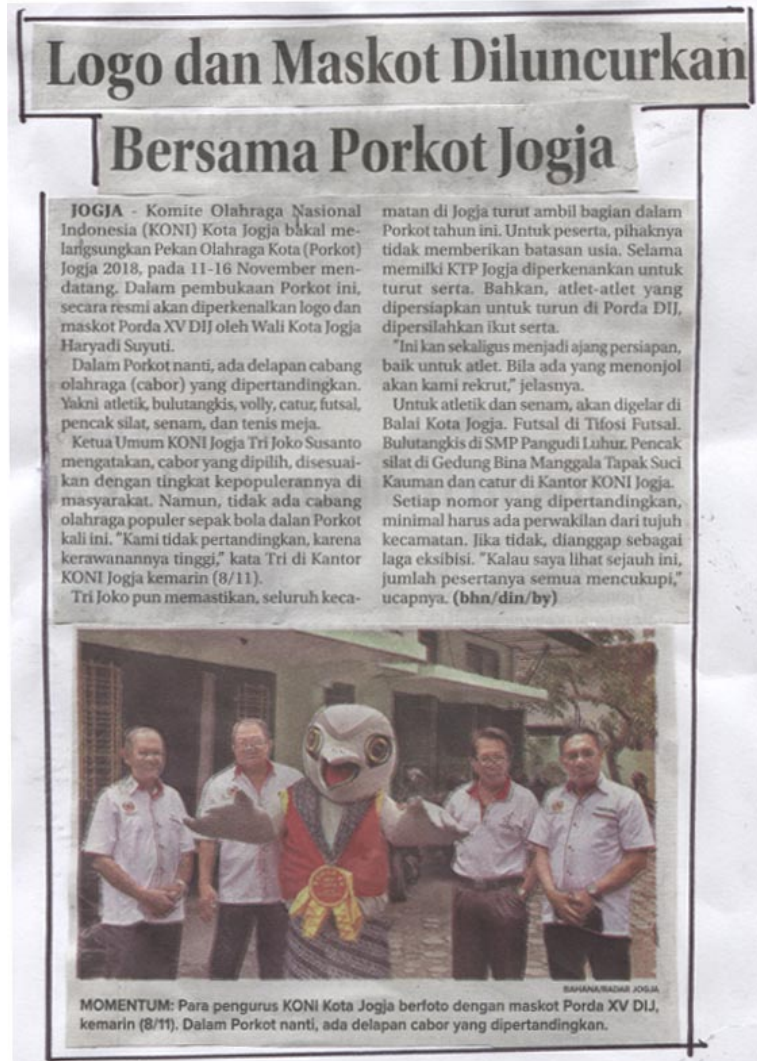 Logo dan Maskot Diluncurkan
Bersama Porkot Jogja
JOGJA - Komite Olahraga Nasional
Indonesia (KONI) Kota Jogja bakal me-
langsungkan Pekan Olahraga Kota (Porkot)
Jogja 2018, pada 11-16 November men-
datang. Dalam pembukaan Porkot ini,
secara resmi akan diperkenalkan logo dan
maskot Porda XV DIJ oleh Wali Kota Jogja
Haryadi Suyuti.
Dalam Porkot nanti, ada delapan cabang
olahraga (cabor) yang dipertandingkan.
Yakni atletik, bulutangkis, volly, catur, futsal,
pencak silat, senam, dan tenis meja.
Ketua Umum KONI Jogja Tri Joko Susanto
mengatakan, cabor yang dipilih, disesuai-
kan dengan tingkat kepopulerannya di
masyarakat. Namun, tidak ada cabang
olahraga populer sepak bola dalan Porkot
kali ini. "Kami tidak pertandingkan, karena
kerawanannya tinggi," kata Tri di Kantor
KONI Jogja kemarin (8/11).
Tri Joko pun memastikan, seluruh keca-
matan di Jogja turut ambil bagian dalam
Porkot tahun ini. Untuk peserta, pihaknya
tidak memberikan batasan usia. Selama
memilki KTP Jogja diperkenankan untuk
turut serta. Bahkan, atlet-atlet yang
dipersiapkan untuk turun di Porda DIJ,
dipersilahkan ikut serta.
"Ini kan sekaligus menjadi ajang persiapan,
baik untuk atlet. Bila ada yang menonjol
akan kami rekrut," jelasnya.
Untuk atletik dan senam, akan digelar di
Balai Kota Jogja. Futsal di Tifosi Futsal.
Bulutangkis di SMP Pangudi Luhur. Pencak
silat di Gedung Bina Manggala Tapak Suci
Kauman dan catur di Kantor KONI Jogja.
Setiap nomor yang dipertandingkan,
minimal harus ada perwakilan dari tujuh
kecamatan. Jika tidak, dianggap sebagai
laga eksibisi. "Kalau saya lihat sejauh ini,
jumlah pesertanya semua mencukupi,"
ucapnya. (bhn/din/by)
BAHANA/RADAR JOGJA
MOMENTUM: Para pengurus KONI Kota Jogja berfoto dengan maskot Porda XV DIJ,
kemarin (8/11). Dalam Porkot nanti, ada delapan cabor yang dipertandingkan.